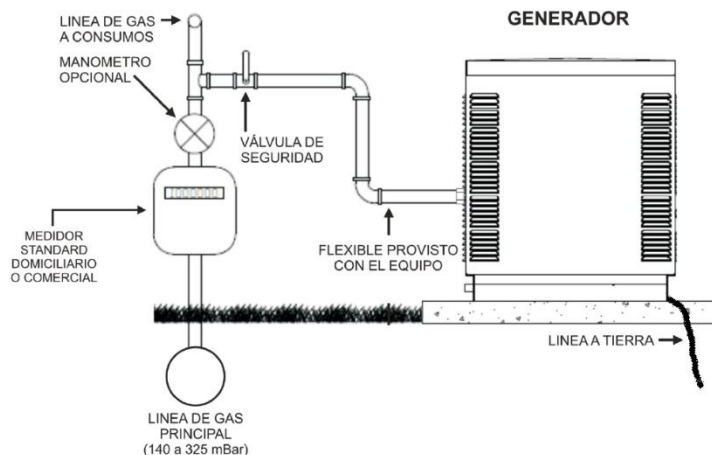 GENERADOR
LINEA DE GAS
A CONSUMOS
MANOMETRO
OPCIONAL
VÁLVULA DE
SEGURIDAD
MEDIDOR
STANDARD
DOMICILIARIO
O COMERCIAL
FLEXIBLE PROVISTO
CON EL EQUIPO
LINEA A TIERRA
LINEA DE GAS
PRINCIPAL
(140 a 325 mBar)